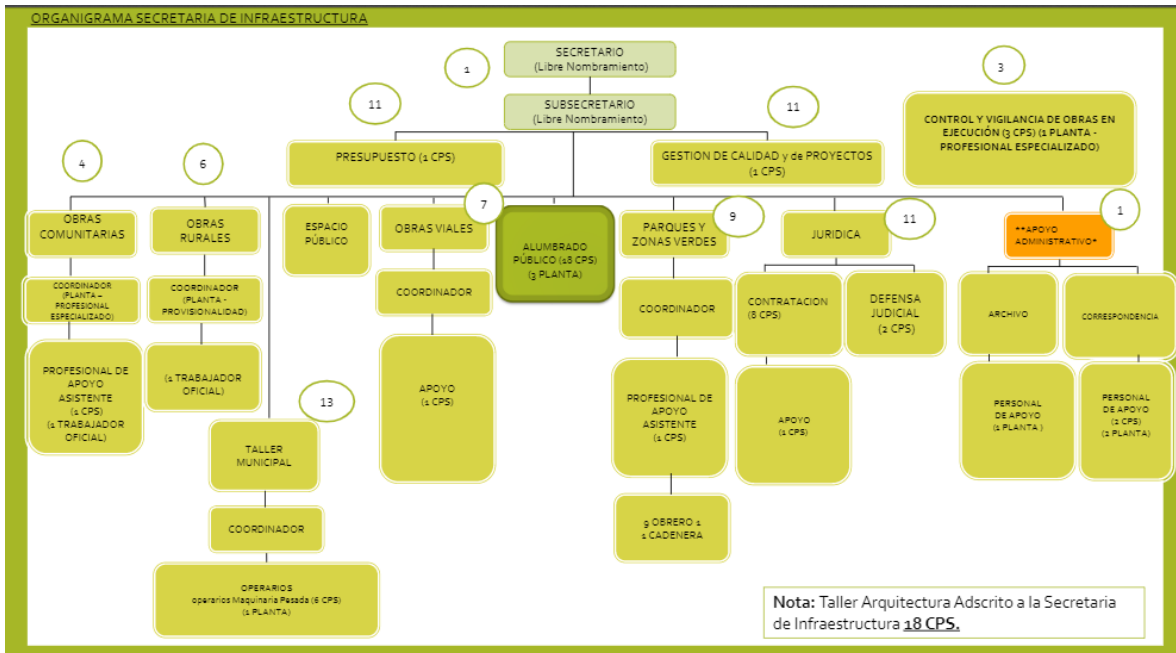 ORGANIGRAMA SECRETARIA DE INFRAESTRUCTURA
SECRETARIO
(Libre Nombramiento)
1
3
SUBSECRETARIO
(Libre Nombramiento)
11
11
CONTROL Y VIGILANCIA DE OBRAS EN
EJECUCIÓN (3 CPS) (1 PLANTA -
PROFESIONAL ESPECIALIZADO)
PRESUPUESTO (1 CPS)
GESTION DE CALIDAD y de PROYECTOS
(1 CPS)
4
6
7
9
11
1
OBRAS
COMUNITARIAS
OBRAS
RURALES
ESPACIO
PÚBLICO
OBRAS VIALES
ALUMBRADO
PÚBLICO (18 CPS)
(3 PLANTA)
PARQUES Y
ZONAS VERDES
JURIDICA
**APOYO
ADMINISTRATIVO*
COORDINADOR
(PLANTA –
PROFESIONAL
ESPECIALIZADO)
COORDINADOR
(PLANTA -
PROVISIONALIDAD)
COORDINADOR
COORDINADOR
CONTRATACION
(8 CPS)
DEFENSA
JUDICIAL
(2 CPS)
ARCHIVO
CORRESPONDENCIA
PROFESIONAL DE
APOYO
ASISTENTE
(1 CPS)
(1 TRABAJADOR
OFICIAL)
(1 TRABAJADOR
OFICIAL)
APOYO
(1 CPS)
PROFESIONAL DE
APOYO
ASISTENTE
(1 CPS)
APOYO
(1 CPS)
PERSONAL
DE APOYO
(1 PLANTA )
PERSONAL
DE APOYO
(2 CPS)
(2 PLANTA)
13
TALLER
MUNICIPAL
COORDINADOR
9 OBRERO 1
1 CADENERA
OPERARIOS
operarios Maquinaria Pesada (6 CPS)
(1 PLANTA)
Nota: Taller Arquitectura Adscrito a la Secretaria
de Infraestructura 18 CPS.